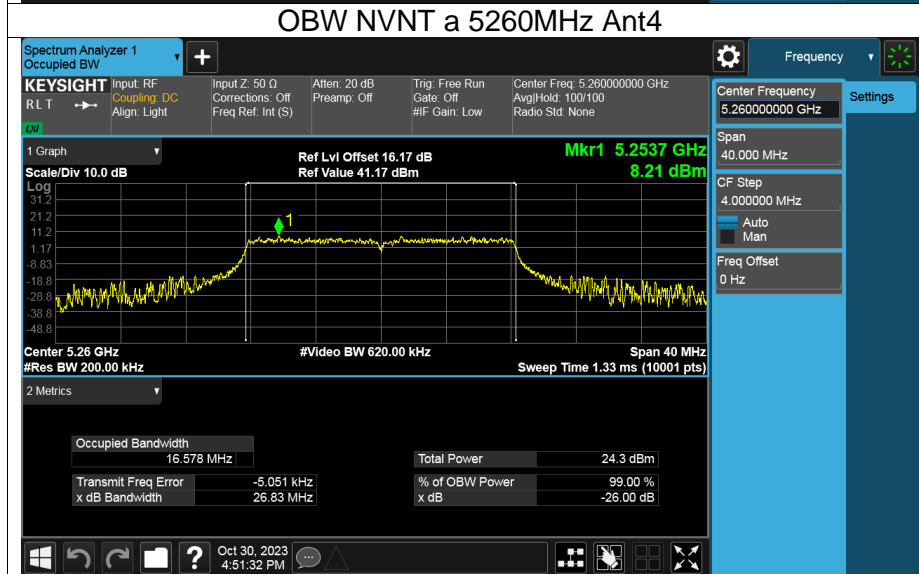 OBW NVNT a 5260MHz Ant4
Spectrum Analyzer 1
Occupied BW
+
Frequency
KEYSIGHT
RLT
LXI
Input: RF
Coupling: DC
Align: Light
Input Z: 50 Ω
Corrections: Off
Freq Ref: Int (S)
Atten: 20 dB
Preamp: Off
Trig: Free Run
Gate: Off
#IF Gain: Low
Center Freq: 5.260000000 GHz
Avg|Hold: 100/100
Radio Std: None
Center Frequency
5.260000000 GHz
Settings
Span
40.000 MHz
CF Step
4.000000 MHz
Auto
Man
Freq Offset
0 Hz
1 Graph
Scale/Div 10.0 dB
Ref Lvl Offset 16.17 dB
Ref Value 41.17 dBm
Mkr1 5.2537 GHz
8.21 dBm
Log
31.2
21.2
11.2
1.17
-8.83
-18.8
-28.8
-38.8
-48.8
1
Center 5.26 GHz
#Res BW 200.00 kHz
#Video BW 620.00 kHz
Span 40 MHz
Sweep Time 1.33 ms (10001 pts)
2 Metrics
Occupied Bandwidth
16.578 MHz
Transmit Freq Error -5.051 kHz
x dB Bandwidth 26.83 MHz
Total Power 24.3 dBm
% of OBW Power 99.00 %
x dB -26.00 dB
?
Oct 30, 2023
4:51:32 PM